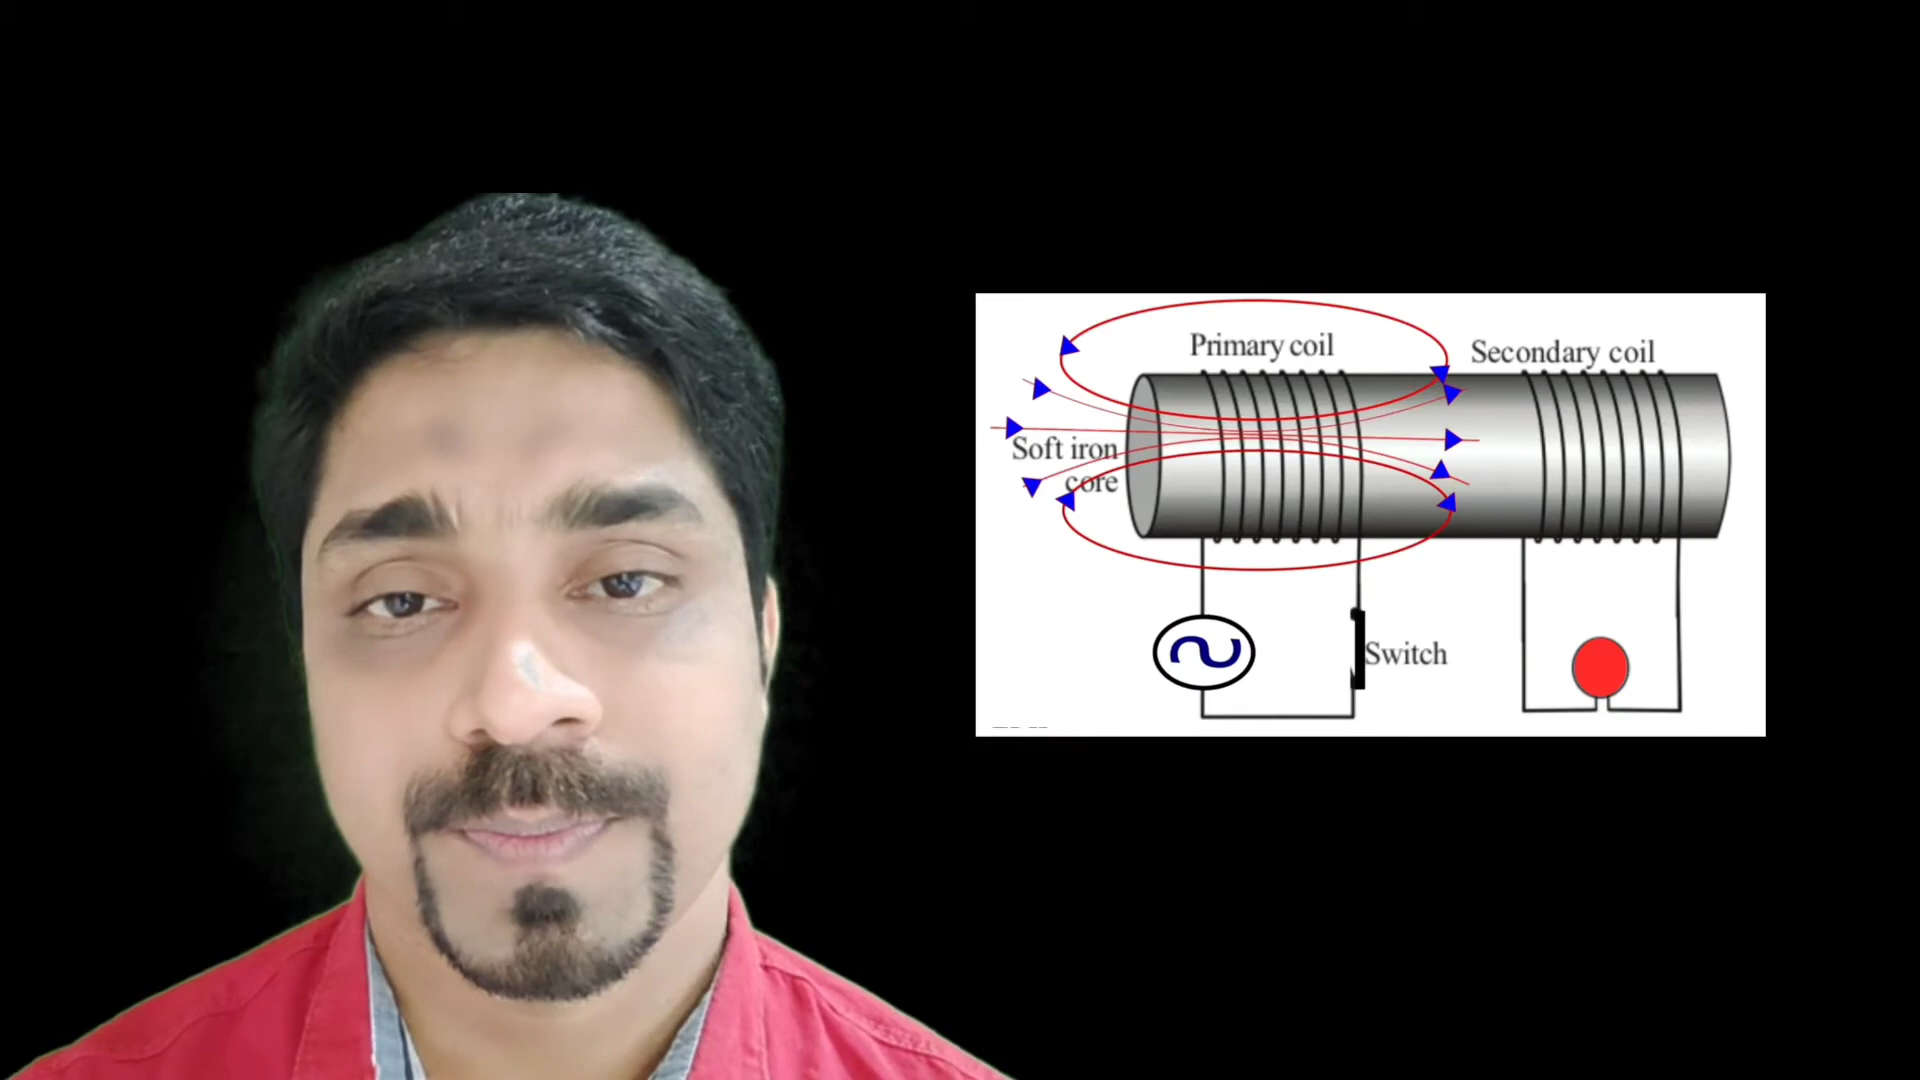 Primary coil
Secondary coil
Soft iron
core
Switch